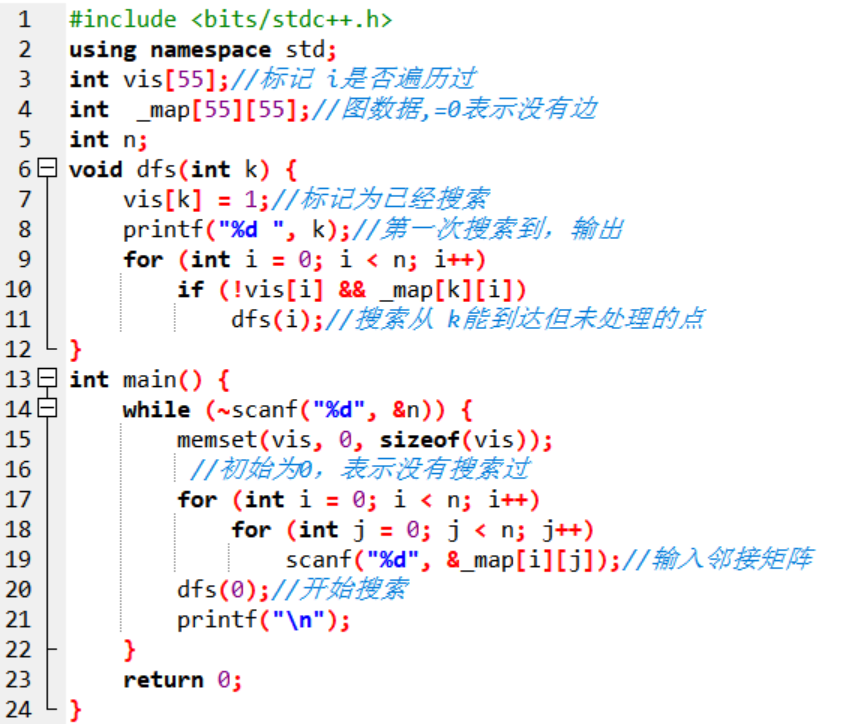 1 #include <bits/stdc++.h>
2 using namespace std;
3 int vis[55];//标记 i是否遍历过
4 int  _map[55][55];//图数据,=0表示没有边
5 int n;
6 void dfs(int k) {
7     vis[k] = 1;//标记为已经搜索
8     printf("%d ", k);//第一次搜索到，输出
9     for (int i = 0; i < n; i++)
10         if (!vis[i] && _map[k][i])
11             dfs(i);//搜索从 k能到达但未处理的点
12 }
13 int main() {
14     while (~scanf("%d", &n)) {
15         memset(vis, 0, sizeof(vis));
16          //初始为0，表示没有搜索过
17         for (int i = 0; i < n; i++)
18             for (int j = 0; j < n; j++)
19                 scanf("%d", &_map[i][j]);//输入邻接矩阵
20         dfs(0);//开始搜索
21         printf("\n");
22     }
23     return 0;
24 }